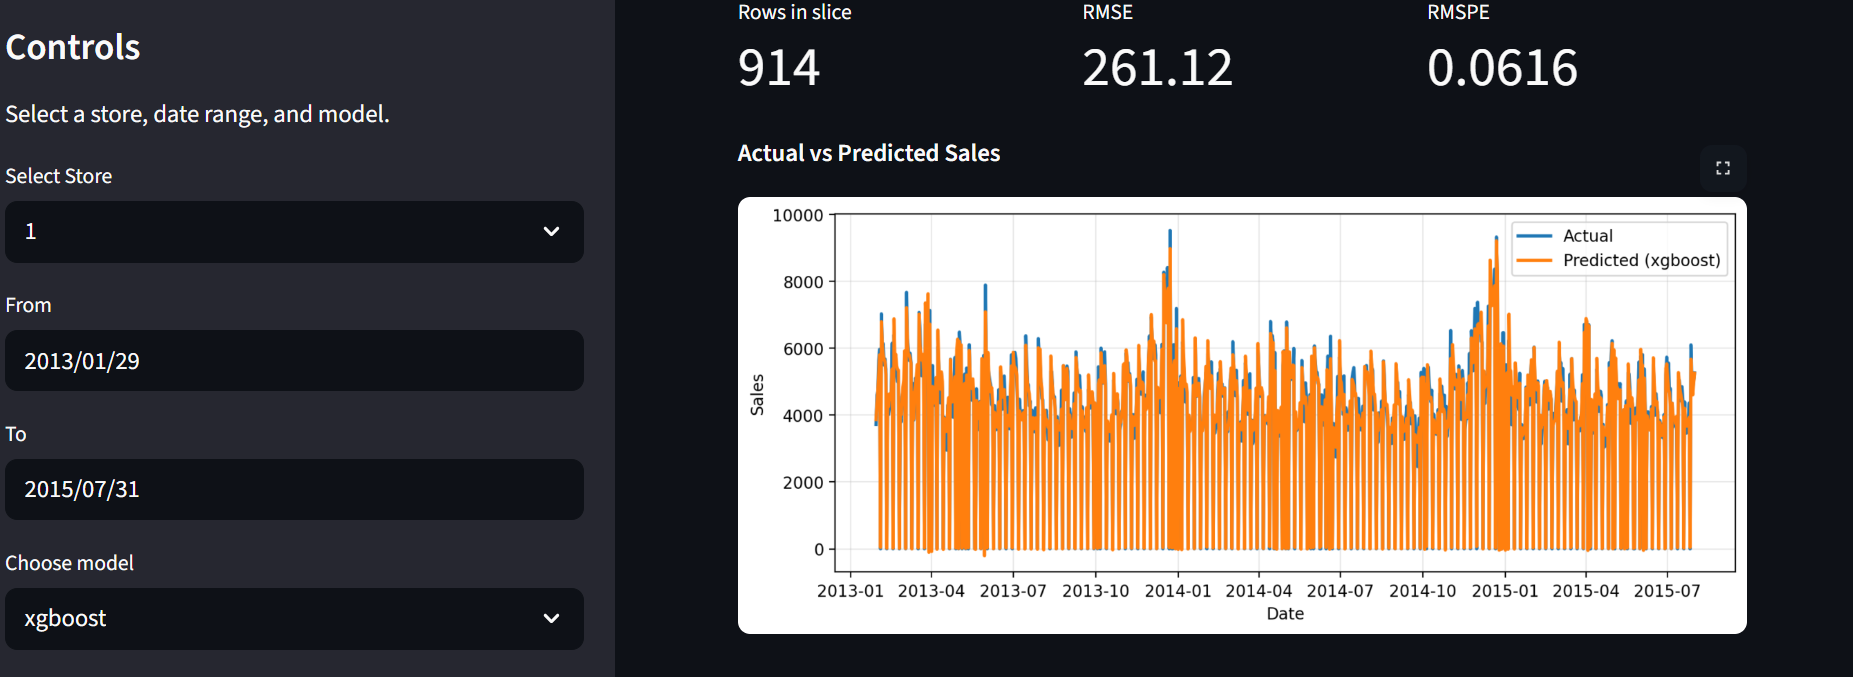 Controls
Select a store, date range, and model.
Select Store
1
From
2013/01/29
To
2015/07/31
Choose model
xgboost
Rows in slice
914
RMSE
261.12
RMSPE
0.0616
Actual vs Predicted Sales
Actual
Predicted (xgboost)
Sales
10000
8000
6000
4000
2000
0
2013-01 2013-04 2013-07 2013-10 2014-01 2014-04 2014-07 2014-10 2015-01 2015-04 2015-07
Date